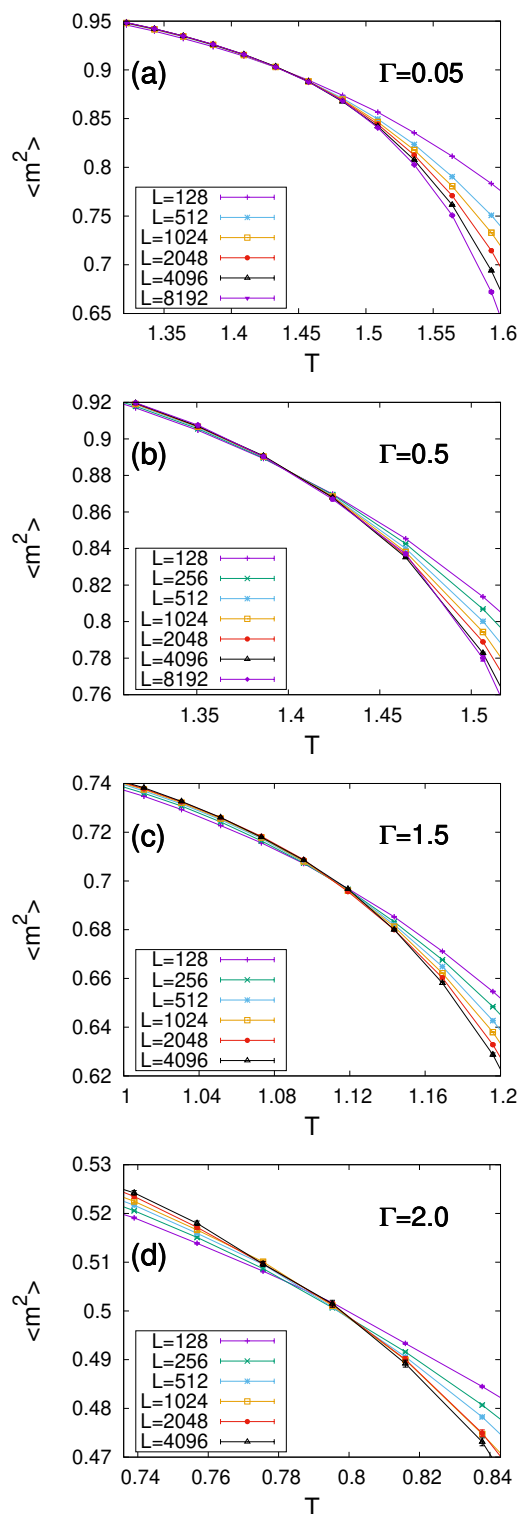 0.95
0.9
0.85
0.8
0.75
0.7
0.65
<m²>
(a)
Γ=0.05
L=128
L=512
L=1024
L=2048
L=4096
L=8192
1.35 1.4 1.45 1.5 1.55 1.6
T
0.92
0.9
0.88
0.86
0.84
0.82
0.8
0.78
0.76
<m²>
(b)
Γ=0.5
L=128
L=256
L=512
L=1024
L=2048
L=4096
L=8192
1.35 1.4 1.45 1.5
T
0.74
0.72
0.7
0.68
0.66
0.64
0.62
<m²>
(c)
Γ=1.5
L=128
L=256
L=512
L=1024
L=2048
L=4096
1 1.04 1.08 1.12 1.16 1.2
T
0.53
0.52
0.51
0.5
0.49
0.48
0.47
<m²>
(d)
Γ=2.0
L=128
L=256
L=512
L=1024
L=2048
L=4096
0.74 0.76 0.78 0.8 0.82 0.84
T